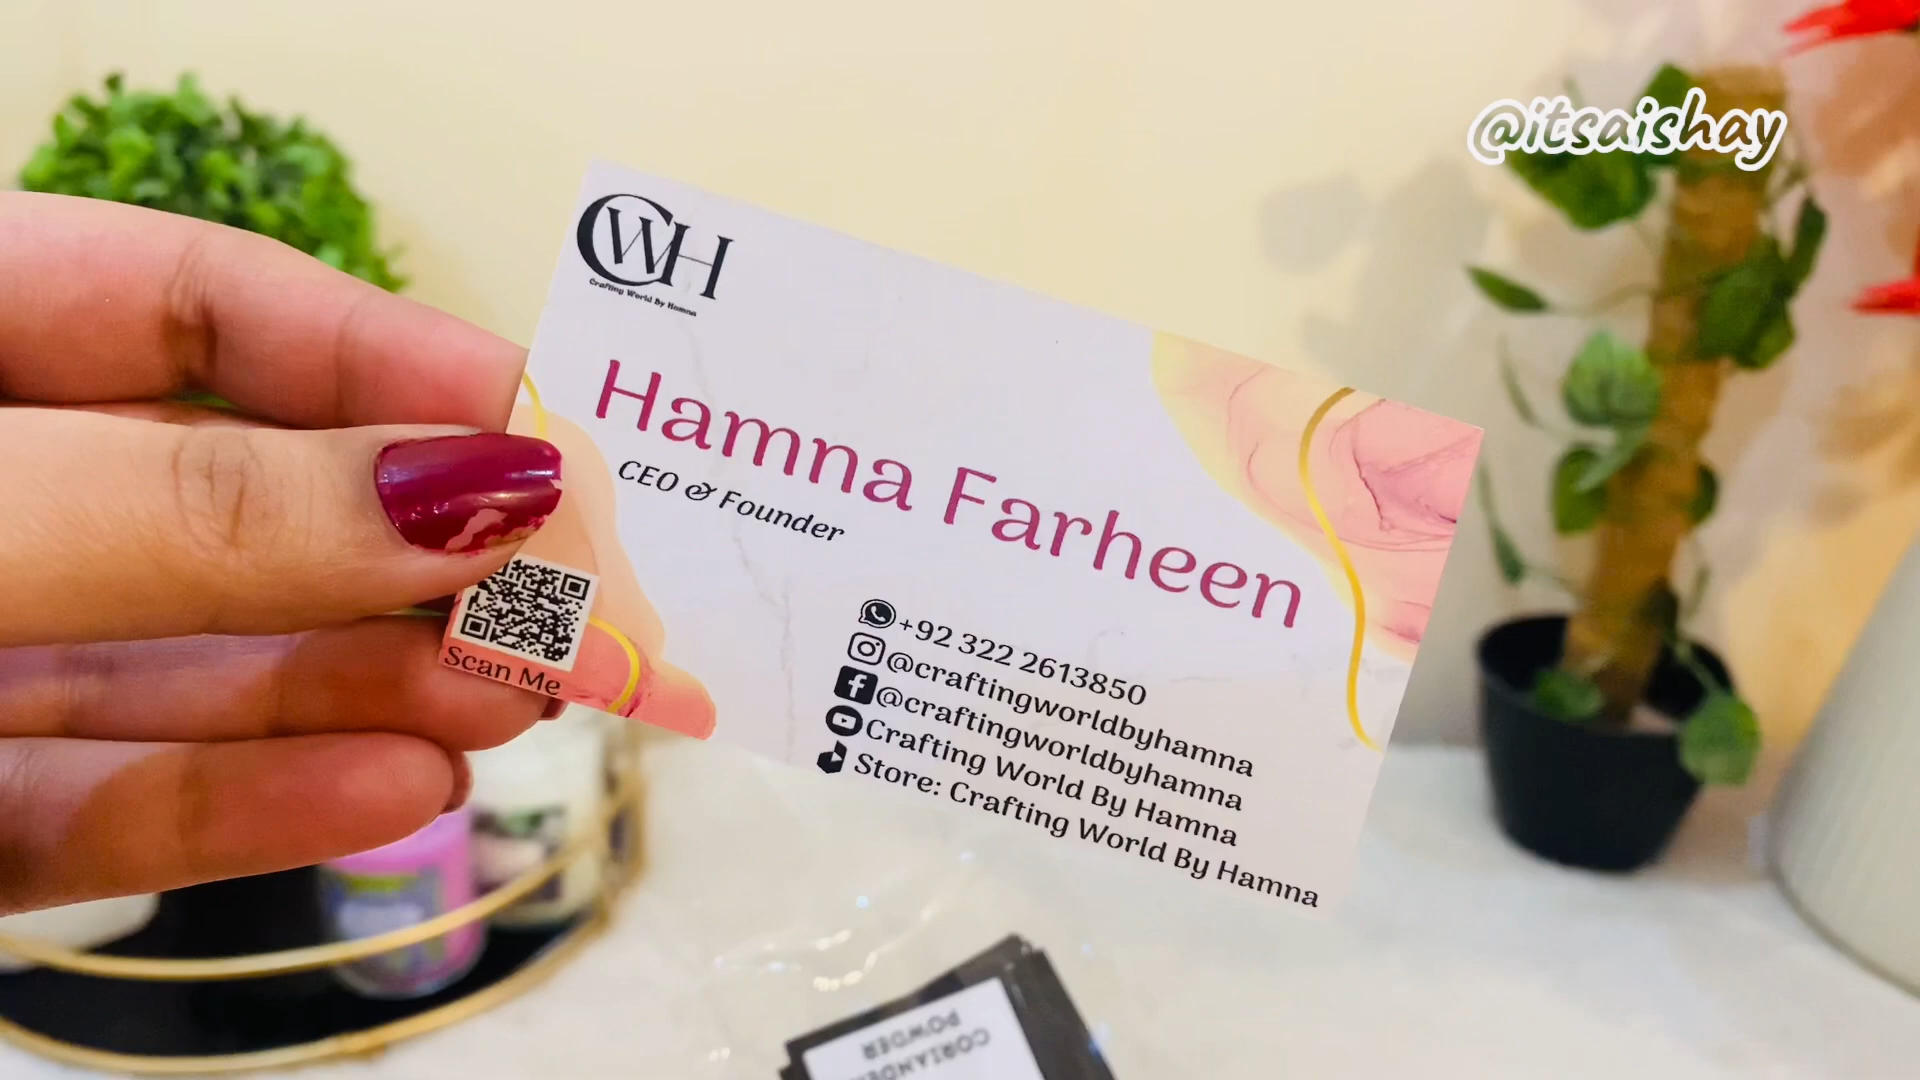 @itsaishay
CWH
Crafting World By Hamna
Hamna Farheen
CEO & Founder
Scan Me
+92 322 2613850
@craftingworldbyhamna
@craftingworldbyhamna
Crafting World By Hamna
Store: Crafting World By Hamna
POWDER